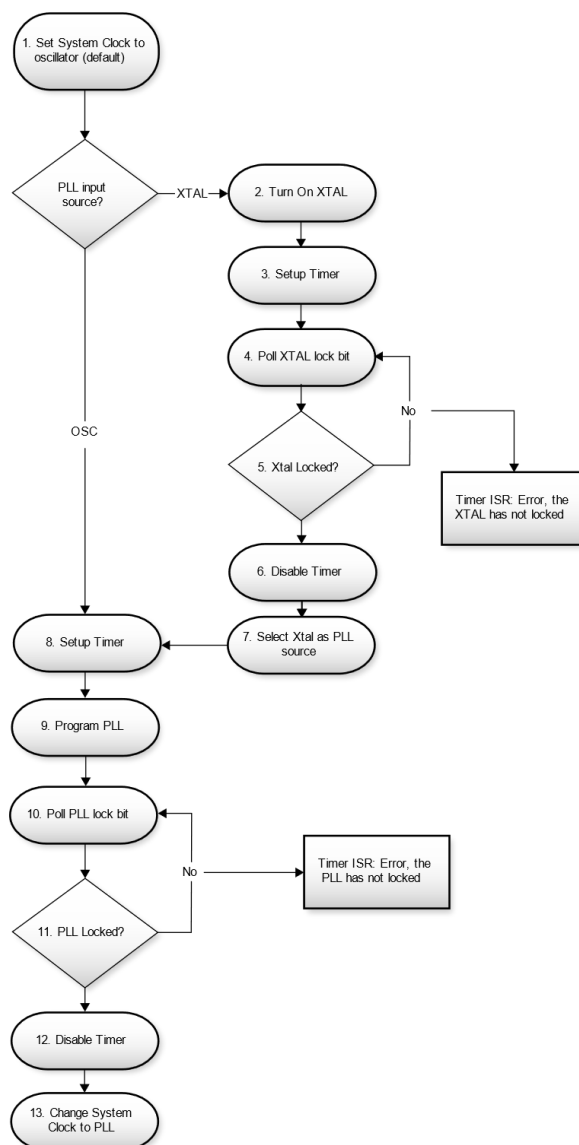 1. Set System Clock to
oscillator (default)
PLL input
source?
XTAL
2. Turn On XTAL
3. Setup Timer
4. Poll XTAL lock bit
No
OSC
5. Xtal Locked?
Timer ISR: Error, the
XTAL has not locked
6. Disable Timer
7. Select Xtal as PLL
source
8. Setup Timer
9. Program PLL
10. Poll PLL lock bit
No
Timer ISR: Error, the
PLL has not locked
11. PLL Locked?
12. Disable Timer
13. Change System
Clock to PLL